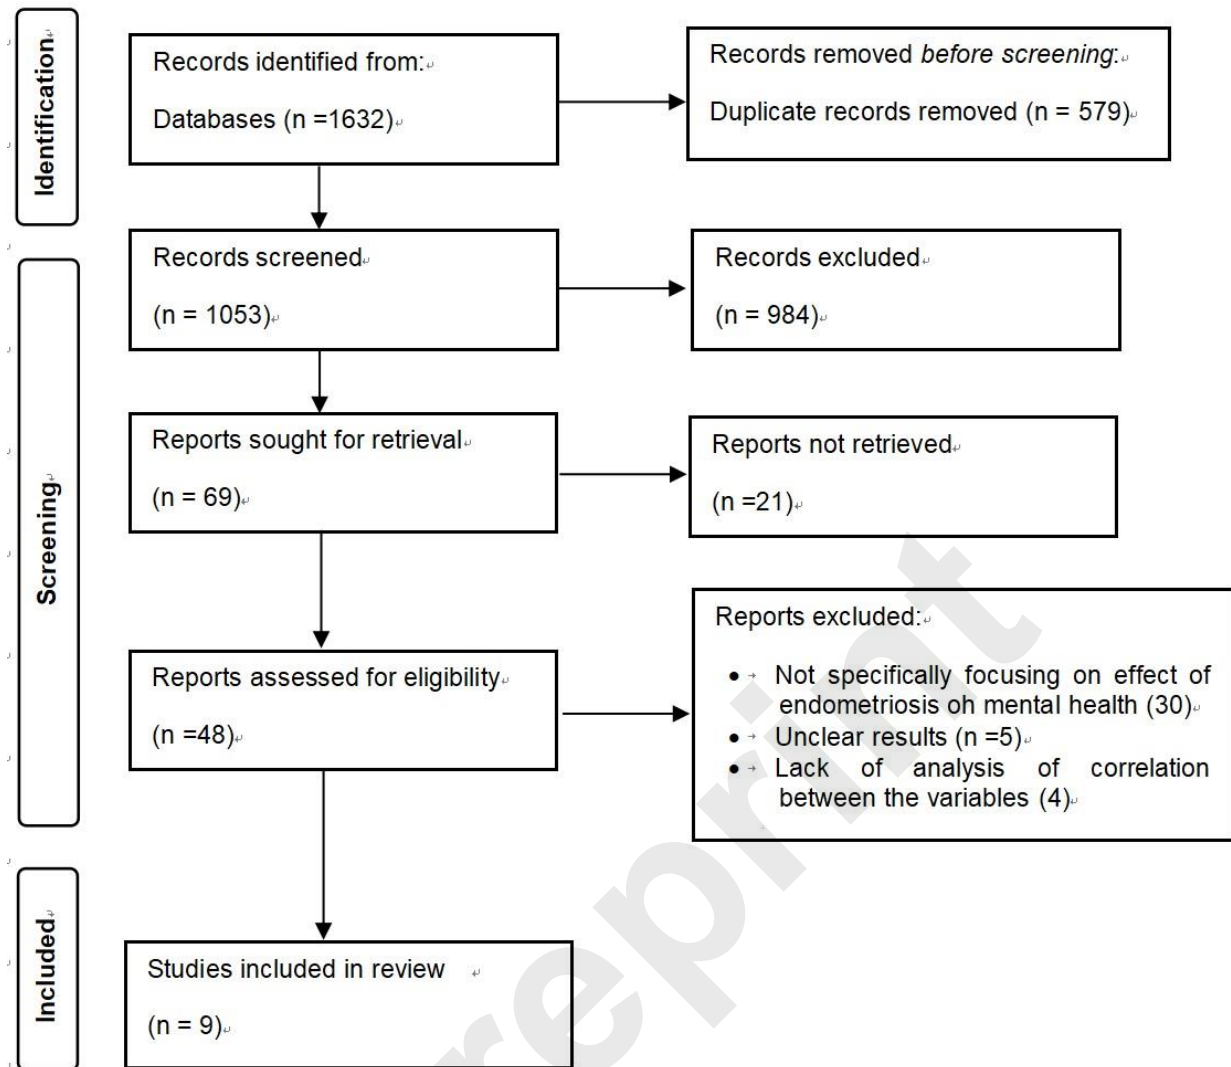 Identification
Records identified from:
Databases (n =1632)
Records removed before screening:
Duplicate records removed (n = 579)
Screening
Records screened
(n = 1053)
Records excluded
(n = 984)
Reports sought for retrieval
(n = 69)
Reports not retrieved
(n =21)
Reports assessed for eligibility
(n =48)
Reports excluded:
• Not specifically focusing on effect of
endometriosis oh mental health (30)
• Unclear results (n =5)
• Lack of analysis of correlation
between the variables (4)
Included
Studies included in review
(n = 9)
reprint